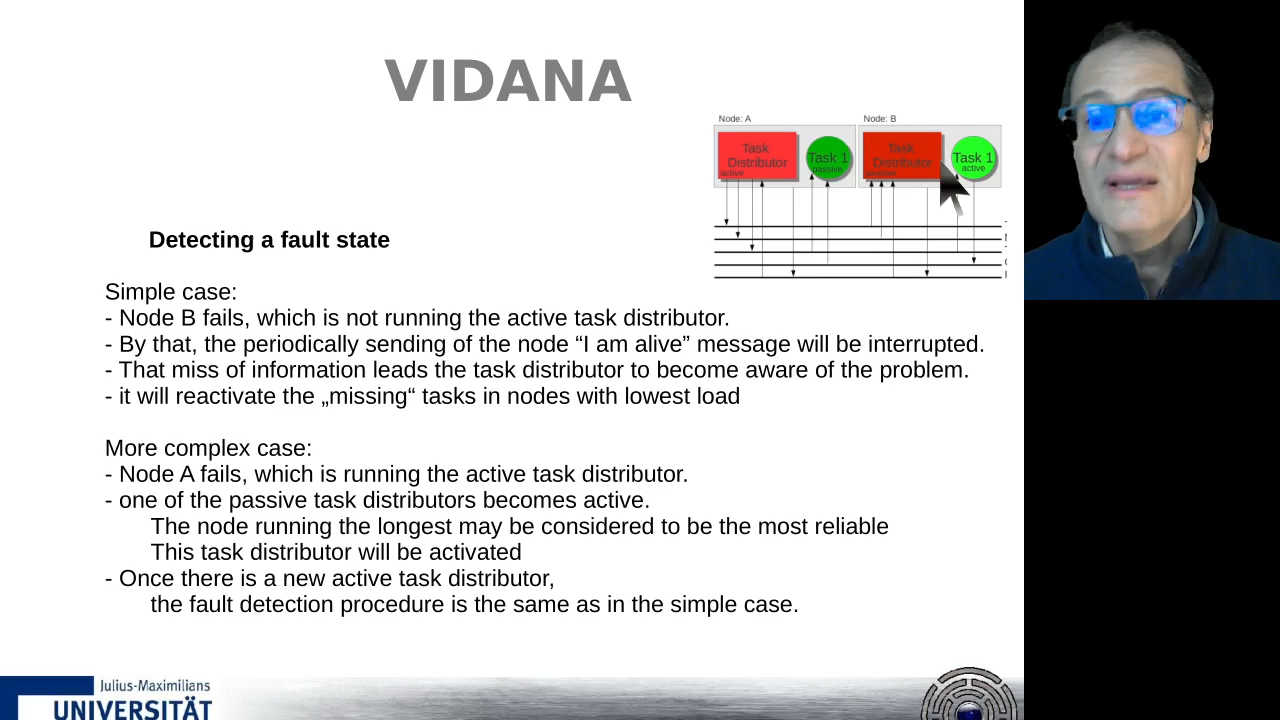 VIDANA
Node: A
Node: B
Task
Distributor
active
Task 1
passive
Task
Distributor
passive
Task 1
active
Detecting a fault state
Simple case:
- Node B fails, which is not running the active task distributor.
- By that, the periodically sending of the node “I am alive” message will be interrupted.
- That miss of information leads the task distributor to become aware of the problem.
- it will reactivate the „missing“ tasks in nodes with lowest load
More complex case:
- Node A fails, which is running the active task distributor.
- one of the passive task distributors becomes active.
The node running the longest may be considered to be the most reliable
This task distributor will be activated
- Once there is a new active task distributor,
the fault detection procedure is the same as in the simple case.
Julius-Maximilians
UNIVERSITÄT